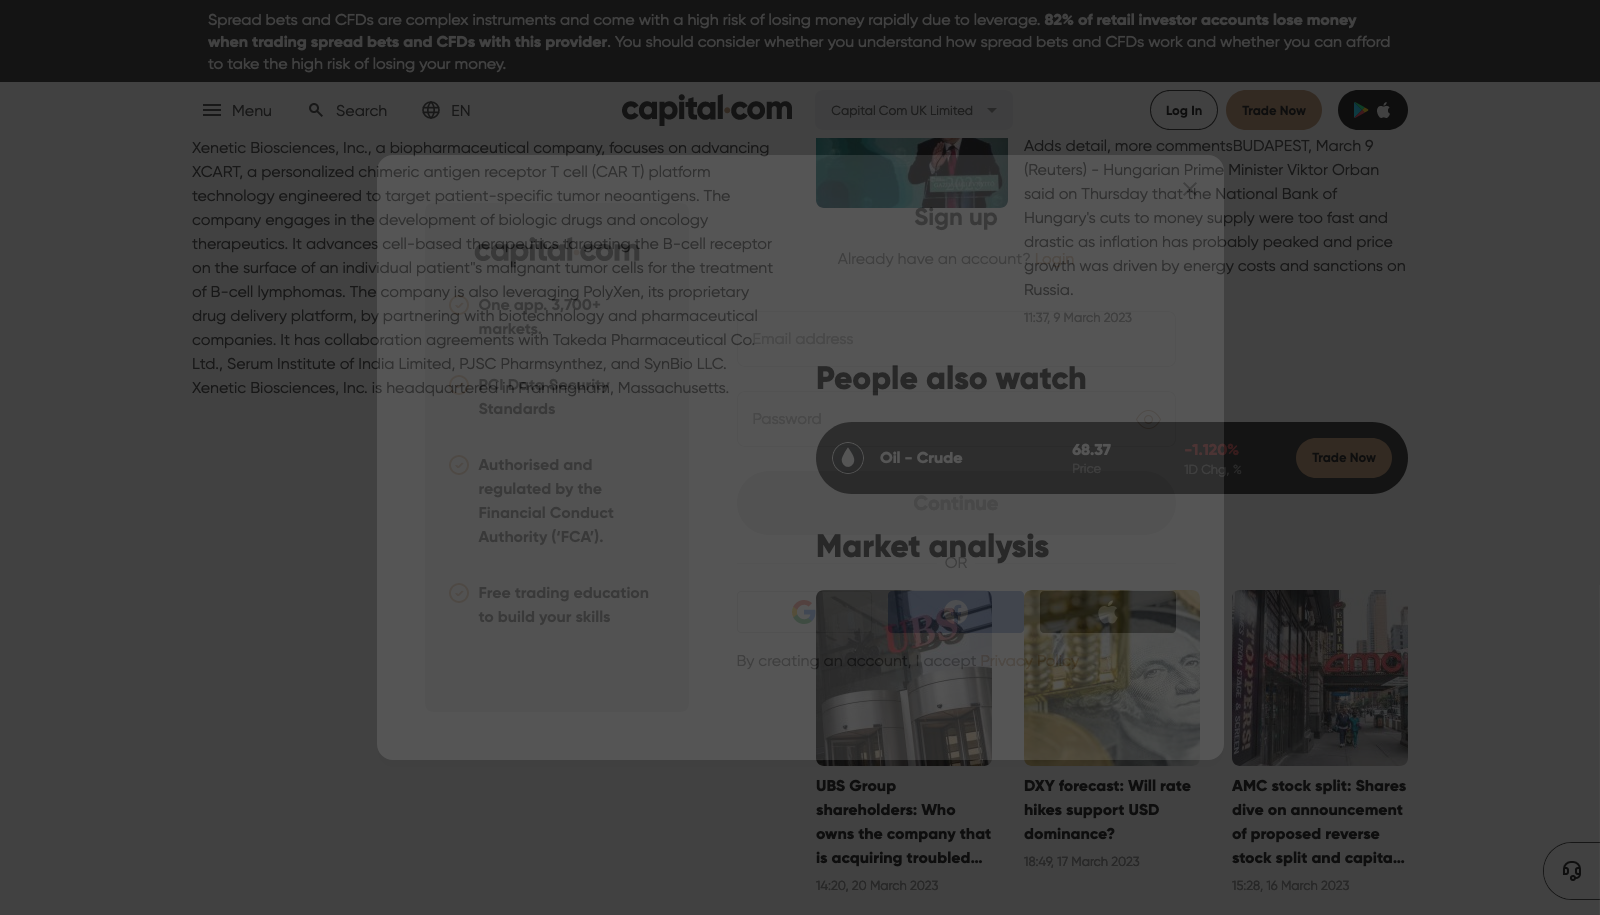 Spread bets and CFDs are complex instruments and come with a high risk of losing money rapidly due to leverage. 82% of retail investor accounts lose money
when trading spread bets and CFDs with this provider. You should consider whether you understand how spread bets and CFDs work and whether you can afford
to take the high risk of losing your money.
Menu
Search
EN
capital.com
Capital Com UK Limited
Log In
Trade Now
Xenetic Biosciences, Inc., a biopharmaceutical company, focuses on advancing
XCART, a personalized chimeric antigen receptor T cell (CAR T) platform
technology engineered to target patient-specific tumor neoantigens. The
company engages in the development of biologic drugs and oncology
therapeutics. It advances cell-based therapeutics targeting the B-cell receptor
on the surface of an individual patient"s malignant tumor cells for the treatment
of B-cell lymphomas. The company is also leveraging PolyXen, its proprietary
drug delivery platform, by partnering with biotechnology and pharmaceutical
companies. It has collaboration agreements with Takeda Pharmaceutical Co.
Ltd., Serum Institute of India Limited, PJSC Pharmsynthez, and SynBio LLC.
Xenetic Biosciences, Inc. is headquartered in Framingham, Massachusetts.
Adds detail, more commentsBUDAPEST, March 9
(Reuters) - Hungarian Prime Minister Viktor Orban
said on Thursday that the National Bank of
Hungary's cuts to money supply were too fast and
drastic as inflation has probably peaked and price
growth was driven by energy costs and sanctions on
Russia.
11:37, 9 March 2023
capital.com
One app. 3,700+
markets.
PCI Data Security
Standards
Authorised and
regulated by the
Financial Conduct
Authority (‘FCA’).
Free trading education
to build your skills
Sign up
Already have an account? Login
Email address
Password
Continue
OR
By creating an account, I accept Privacy Policy
People also watch
Oil - Crude
68.37
Price
-1.120%
1D Chg, %
Trade Now
Market analysis
UBS
amc
UBS Group
shareholders: Who
owns the company that
is acquiring troubled...
14:20, 20 March 2023
DXY forecast: Will rate
hikes support USD
dominance?
18:49, 17 March 2023
AMC stock split: Shares
dive on announcement
of proposed reverse
stock split and capita...
15:28, 16 March 2023